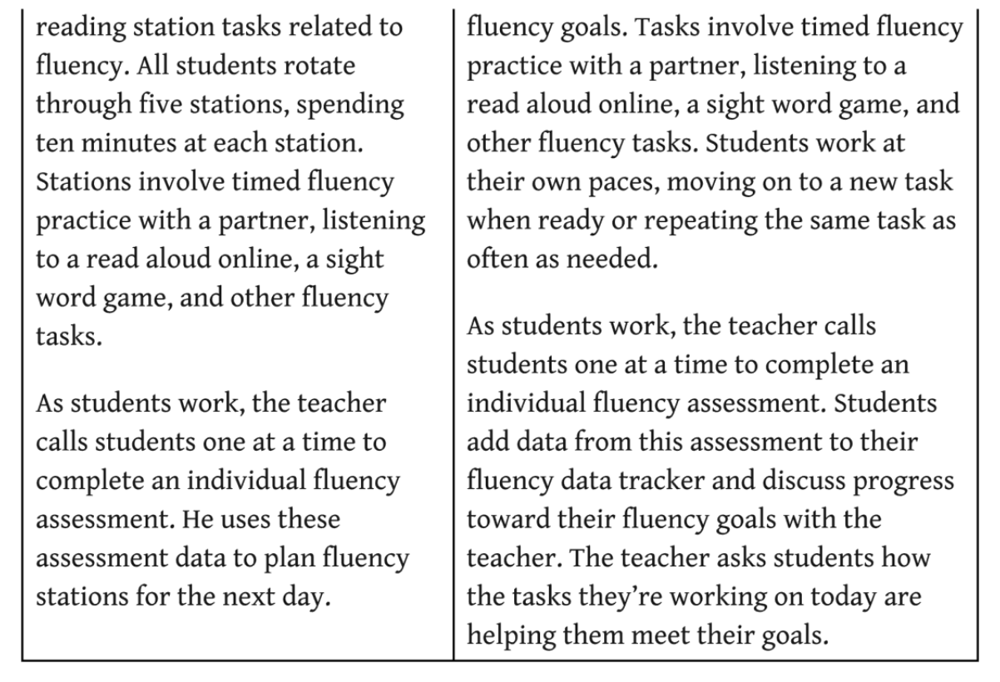 reading station tasks related to
fluency. All students rotate
through five stations, spending
ten minutes at each station.
Stations involve timed fluency
practice with a partner, listening
to a read aloud online, a sight
word game, and other fluency
tasks.
As students work, the teacher
calls students one at a time to
complete an individual fluency
assessment. He uses these
assessment data to plan fluency
stations for the next day.
fluency goals. Tasks involve timed fluency
practice with a partner, listening to a
read aloud online, a sight word game, and
other fluency tasks. Students work at
their own paces, moving on to a new task
when ready or repeating the same task as
often as needed.
As students work, the teacher calls
students one at a time to complete an
individual fluency assessment. Students
add data from this assessment to their
fluency data tracker and discuss progress
toward their fluency goals with the
teacher. The teacher asks students how
the tasks they’re working on today are
helping them meet their goals.